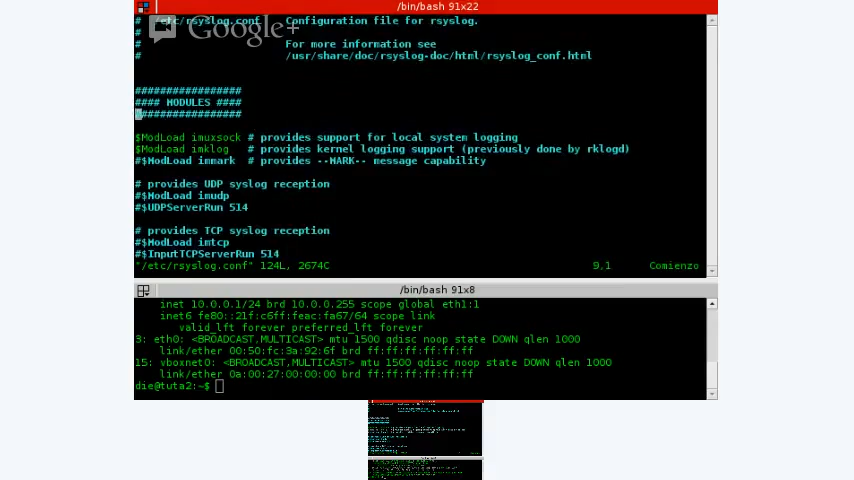 /bin/bash 91x22
# /etc/rsyslog.conf Configuration file for rsyslog.
Google+
#
# For more information see
# /usr/share/doc/rsyslog-doc/html/rsyslog_conf.html
#################
#### MODULES ####
#################
$ModLoad imuxsock # provides support for local system logging
$ModLoad imklog # provides kernel logging support (previously done by rklogd)
#$ModLoad immark # provides --MARK-- message capability
# provides UDP syslog reception
#$ModLoad imudp
#$UDPServerRun 514
# provides TCP syslog reception
#$ModLoad imtcp
#$InputTCPServerRun 514
"/etc/rsyslog.conf" 124L, 2674C 9,1 Comienzo
/bin/bash 91x8
inet 10.0.0.1/24 brd 10.0.0.255 scope global eth1:1
inet6 fe80::21f:c6ff:feac:fa67/64 scope link
valid_lft forever preferred_lft forever
3: eth0: <BROADCAST,MULTICAST> mtu 1500 qdisc noop state DOWN qlen 1000
link/ether 00:50:fc:3a:92:6f brd ff:ff:ff:ff:ff:ff
15: vboxnet0: <BROADCAST,MULTICAST> mtu 1500 qdisc noop state DOWN qlen 1000
link/ether 0a:00:27:00:00:00 brd ff:ff:ff:ff:ff:ff
die@tuta2:~$